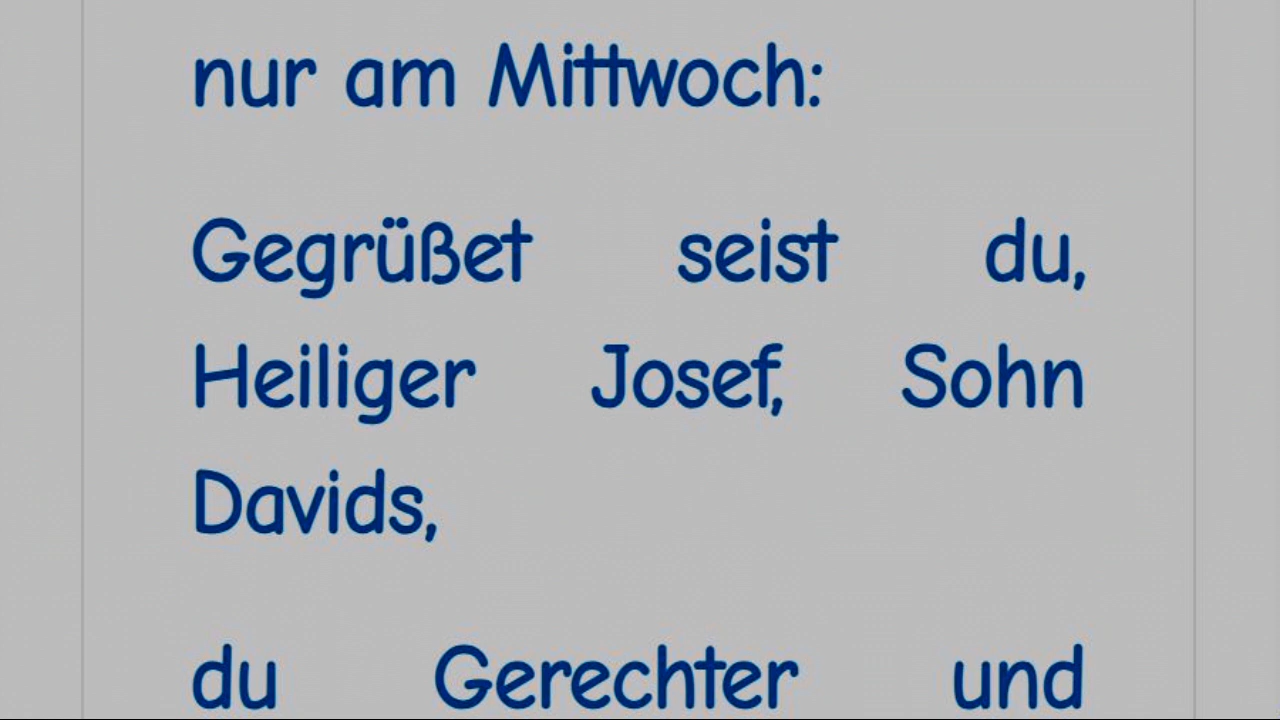 nur am Mittwoch:
Gegrüßet seist du,
Heiliger Josef, Sohn
Davids,
du Gerechter und